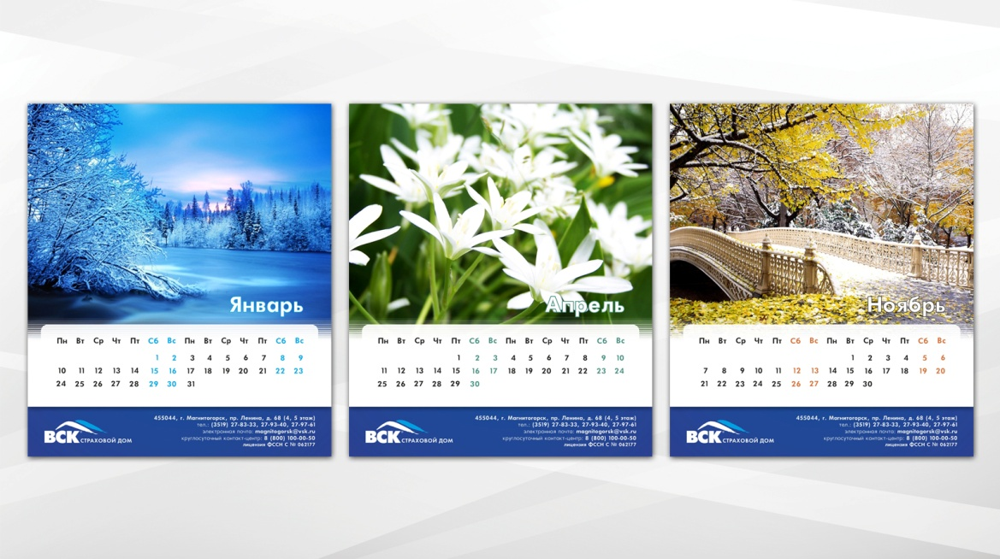 Январь
Пн Вт Ср Чт Пт Сб Вс Пн Вт Ср Чт Пт Сб Вс
1 2 3 4 5 6 7 8 9
10 11 12 13 14 15 16 17 18 19 20 21 22 23
24 25 26 27 28 29 30 31
ВСК СТРАХОВОЙ ДОМ
455044, г. Магнитогорск, пр. Ленина, д. 68 (4, 5 этаж)
тел.: (3519) 27-83-33, 27-93-40, 27-97-61
электронная почта: magnitogorsk@vsk.ru
круглосуточный контакт-центр: 8 (800) 100-00-50
лицензия ФССН С № 062177
Апрель
Пн Вт Ср Чт Пт Сб Вс Пн Вт Ср Чт Пт Сб Вс
1 2 3 4 5 6 7 8 9 10
11 12 13 14 15 16 17 18 19 20 21 22 23 24
25 26 27 28 29 30
ВСК СТРАХОВОЙ ДОМ
455044, г. Магнитогорск, пр. Ленина, д. 68 (4, 5 этаж)
тел.: (3519) 27-83-33, 27-93-40, 27-97-61
электронная почта: magnitogorsk@vsk.ru
круглосуточный контакт-центр: 8 (800) 100-00-50
лицензия ФССН С № 062177
Ноябрь
Пн Вт Ср Чт Пт Сб Вс Пн Вт Ср Чт Пт Сб Вс
1 2 3 4 5 6
7 8 9 10 11 12 13 14 15 16 17 18 19 20
21 22 23 24 25 26 27 28 29 30
ВСК СТРАХОВОЙ ДОМ
455044, г. Магнитогорск, пр. Ленина, д. 68 (4, 5 этаж)
тел.: (3519) 27-83-33, 27-93-40, 27-97-61
электронная почта: magnitogorsk@vsk.ru
круглосуточный контакт-центр: 8 (800) 100-00-50
лицензия ФССН С № 062177